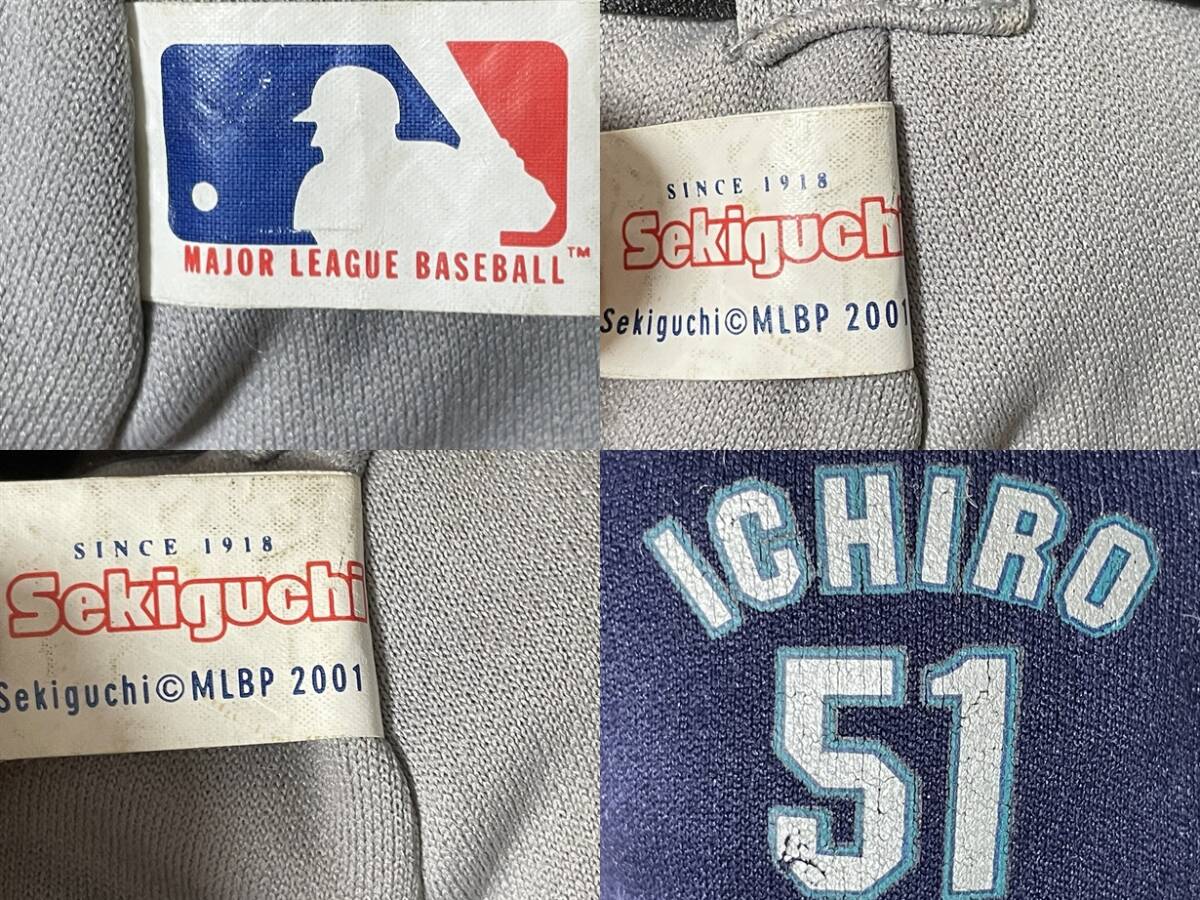 MAJOR LEAGUE BASEBALL™
SINCE 1918
Sekiguchi
Sekiguchi©MLBP 2001
SINCE 1918
Sekiguchi
Sekiguchi©MLBP 2001
ICHIRO
51